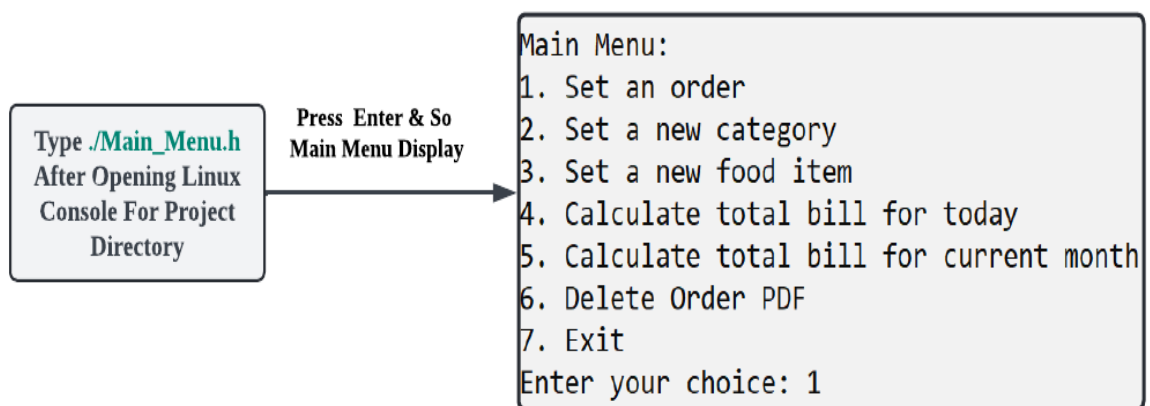 Type ./Main_Menu.h
After Opening Linux
Console For Project
Directory
Press Enter & So
Main Menu Display
Main Menu:
1. Set an order
2. Set a new category
3. Set a new food item
4. Calculate total bill for today
5. Calculate total bill for current month
6. Delete Order PDF
7. Exit
Enter your choice: 1